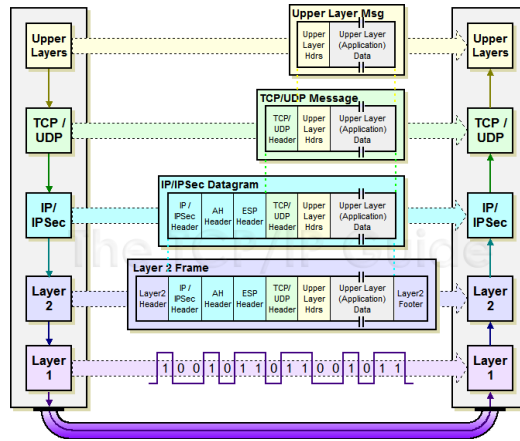 Upper Layer Msg
Upper
Layers
Upper
Layer
Hdrs
Upper Layer
(Application)
Data
Upper
Layers
TCP/UDP Message
TCP /
UDP
TCP/
UDP
Header
Upper
Layer
Hdrs
Upper Layer
(Application)
Data
TCP /
UDP
IP/IPSec Datagram
IP/
IPSec
IP /
IPSec
Header
AH
Header
ESP
Header
TCP/
UDP
Header
Upper
Layer
Hdrs
Upper Layer
(Application)
Data
IP/
IPSec
The TCP/IP Guide
Layer 2 Frame
Layer
2
Layer2
Header
IP /
IPSec
Header
AH
Header
ESP
Header
TCP/
UDP
Header
Upper
Layer
Hdrs
Upper Layer
(Application)
Data
Layer2
Footer
Layer
2
Layer
1
1 0 0 1 0 1 1 0 1 1 0 0 1 0 1 1
Layer
1